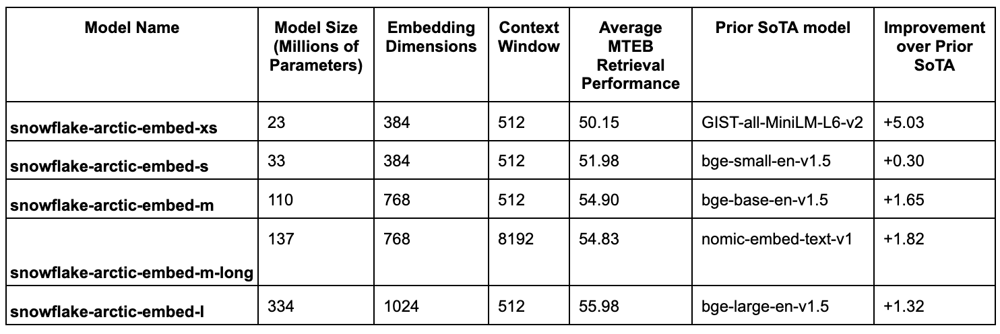 Model Name Model Size (Millions of Parameters) Embedding Dimensions Context Window Average MTEB Retrieval Performance Prior SoTA model Improvement over Prior SoTA
snowflake-arctic-embed-xs 23 384 512 50.15 GIST-all-MiniLM-L6-v2 +5.03
snowflake-arctic-embed-s 33 384 512 51.98 bge-small-en-v1.5 +0.30
snowflake-arctic-embed-m 110 768 512 54.90 bge-base-en-v1.5 +1.65
snowflake-arctic-embed-m-long 137 768 8192 54.83 nomic-embed-text-v1 +1.82
snowflake-arctic-embed-l 334 1024 512 55.98 bge-large-en-v1.5 +1.32